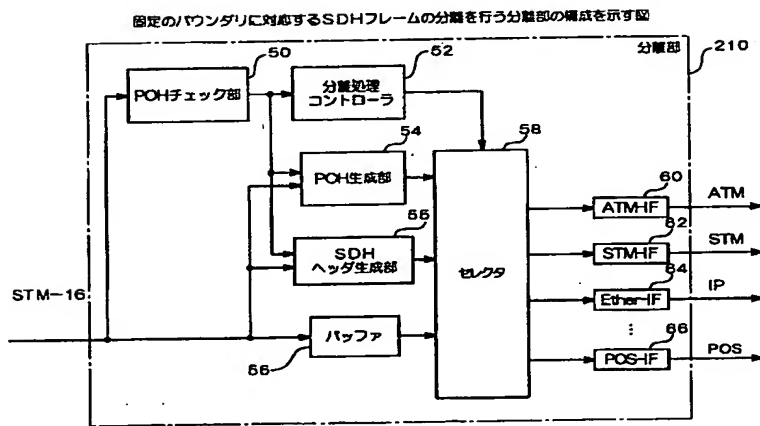 固定のバウンダリに対応するSDHフレームの分離を行う分離部の構成を示す図
分離部
210
50
POHチェック部
52
分離処理
コントローラ
54
POH生成部
58
セレクタ
55
SDH
ヘッダ生成部
STM-16
バッファ
56
60
ATM-IF
ATM
62
STM-IF
STM
64
Ether-IF
IP
⋮
66
POS-IF
POS